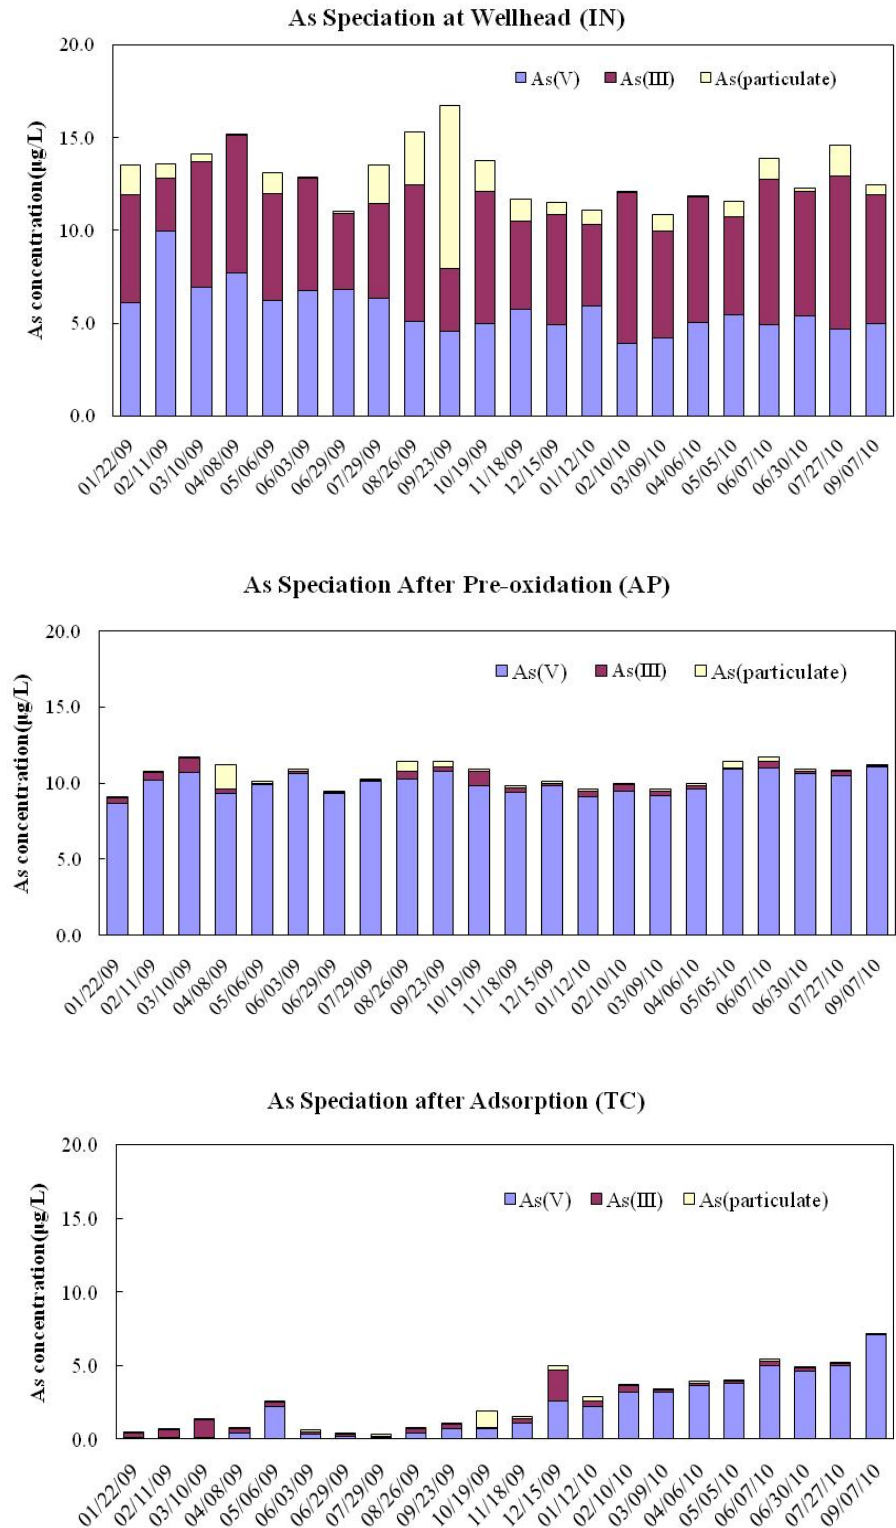 As Speciation at Wellhead (IN)
20.0
As(V) As(III) As(particulate)
15.0
10.0
5.0
0.0
As concentration(µg/L)
01/22/09 02/11/09 03/10/09 04/08/09 05/06/09 06/03/09 06/29/09 07/29/09 08/26/09 09/23/09 10/19/09 11/18/09 12/15/09 01/12/10 02/10/10 03/09/10 04/06/10 05/05/10 06/07/10 06/30/10 07/27/10 09/07/10
As Speciation After Pre-oxidation (AP)
20.0
As(V) As(III) As(particulate)
15.0
10.0
5.0
0.0
As concentration(µg/L)
01/22/09 02/11/09 03/10/09 04/08/09 05/06/09 06/03/09 06/29/09 07/29/09 08/26/09 09/23/09 10/19/09 11/18/09 12/15/09 01/12/10 02/10/10 03/09/10 04/06/10 05/05/10 06/07/10 06/30/10 07/27/10 09/07/10
As Speciation after Adsorption (TC)
20.0
As(V) As(III) As(particulate)
15.0
10.0
5.0
0.0
As concentration(µg/L)
01/22/09 02/11/09 03/10/09 04/08/09 05/06/09 06/03/09 06/29/09 07/29/09 08/26/09 09/23/09 10/19/09 11/18/09 12/15/09 01/12/10 02/10/10 03/09/10 04/06/10 05/05/10 06/07/10 06/30/10 07/27/10 09/07/10